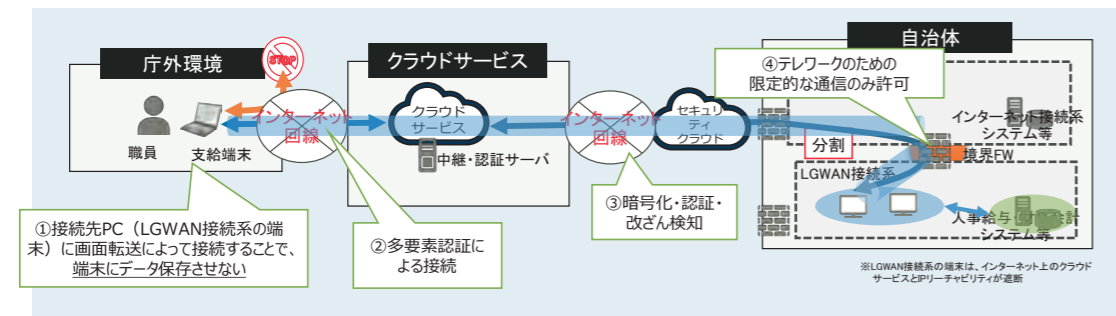 庁外環境
STOP
職員
支給端末
インターネット
回線
①接続先PC（LGWAN接続系の端
末）に画面転送によって接続することで、
端末にデータ保存させない
クラウドサービス
クラウド
サービス
中継・認証サーバ
②多要素認証に
よる接続
インターネット
回線
③暗号化・認証・
改ざん検知
セキュリ
ティ
クラウド
自治体
④テレワークのための
限定的な通信のみ許可
インターネット接続系
システム等
分割
境界FW
LGWAN接続系
人事給与・財務会計
システム等
※LGWAN接続系の端末は、インターネット上のクラウド
サービスとIPリーチャビリティが遮断